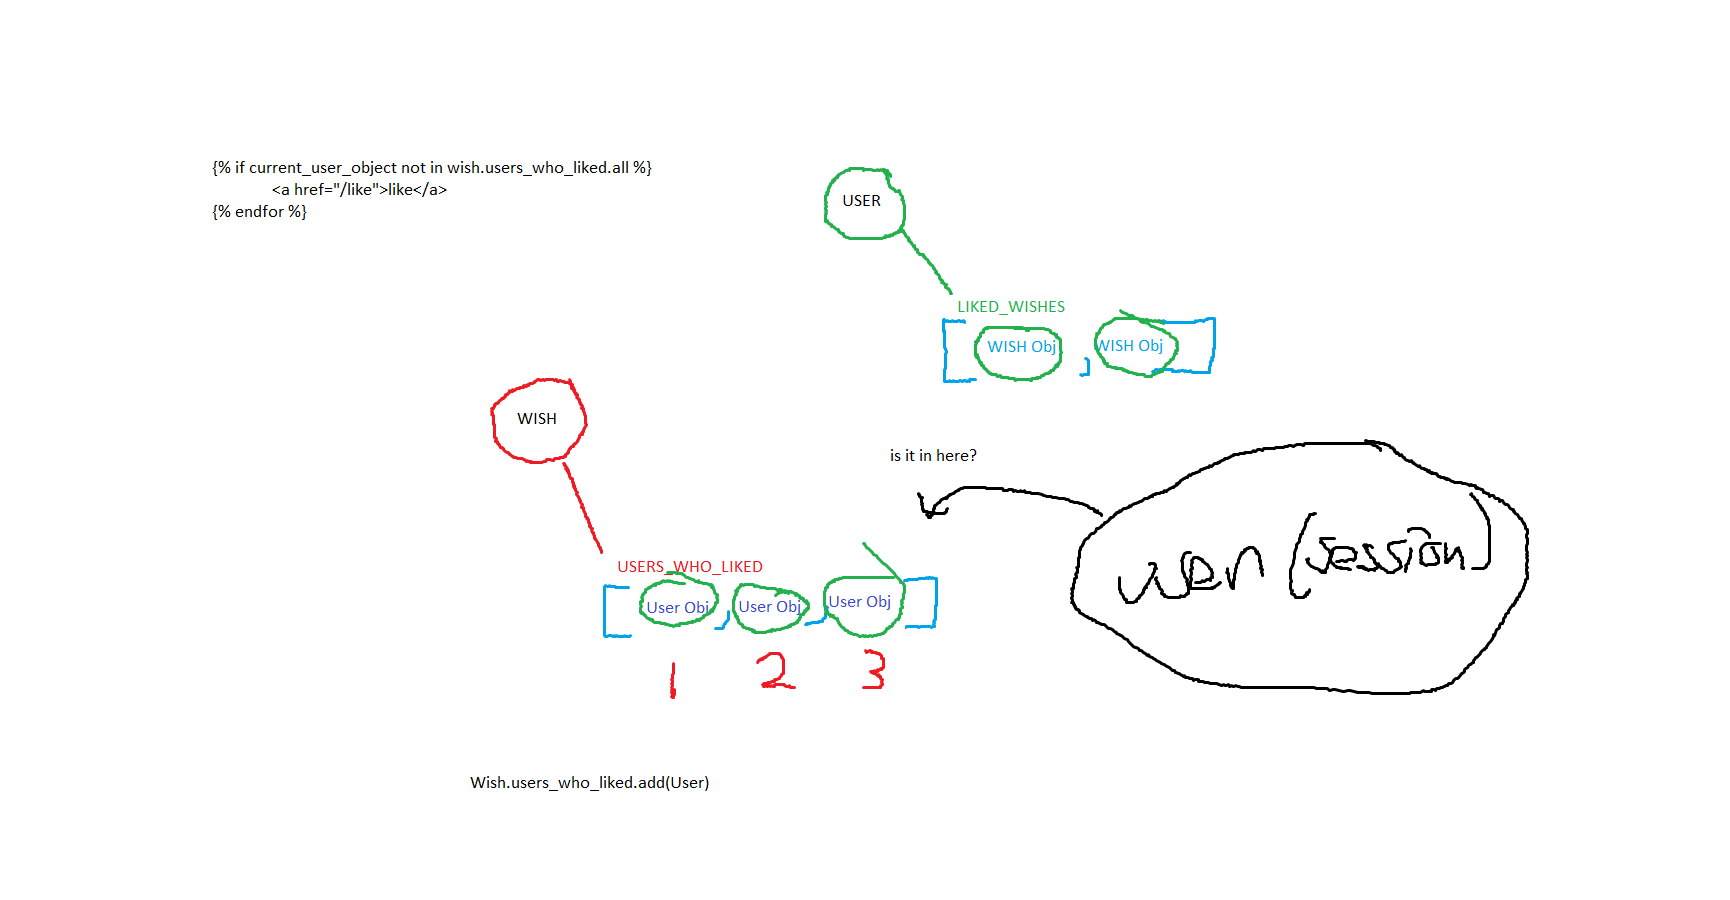 {% if current_user_object not in wish.users_who_liked.all %}
<a href="/like">like</a>
{% endfor %}
USER
LIKED_WISHES
WISH Obj
WISH Obj
WISH
is it in here?
USERS_WHO_LIKED
User Obj
User Obj
User Obj
user (session)
1 2 3
Wish.users_who_liked.add(User)